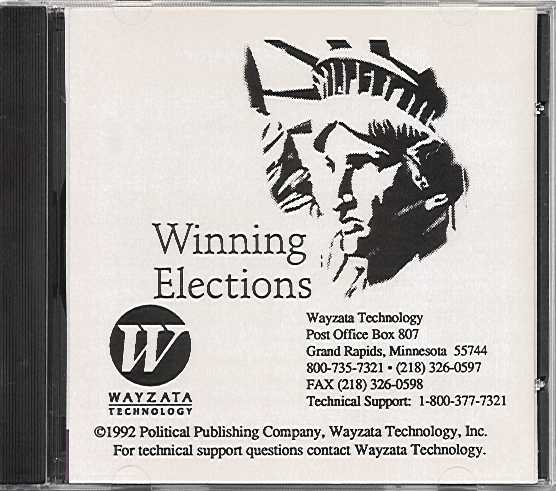 Winning
Elections
Wayzata Technology
Post Office Box 807
Grand Rapids, Minnesota 55744
800-735-7321 • (218) 326-0597
FAX (218) 326-0598
Technical Support: 1-800-377-7321
W
WAYZATA
TECHNOLOGY
©1992 Political Publishing Company, Wayzata Technology, Inc.
For technical support questions contact Wayzata Technology.